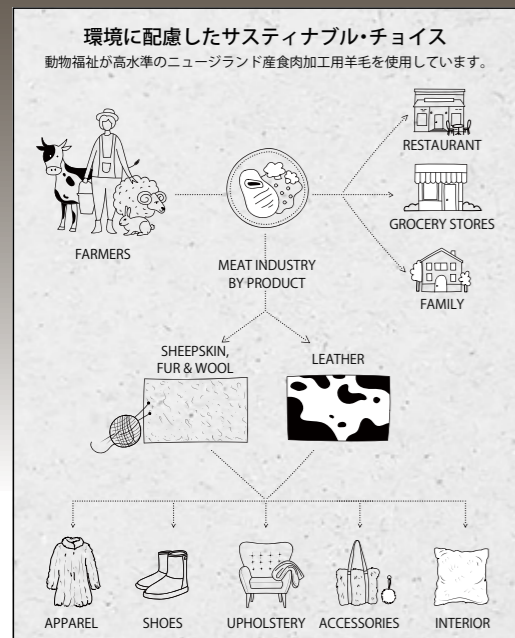 環境に配慮したサスティナブル・チョイス
動物福祉が高水準のニュージランド産食肉加工用羊毛を使用しています。
RESTAURANT
GROCERY STORES
FARMERS
MEAT INDUSTRY
BY PRODUCT
FAMILY
SHEEPSKIN,
FUR & WOOL
LEATHER
APPAREL
SHOES
UPHOLSTERY
ACCESSORIES
INTERIOR